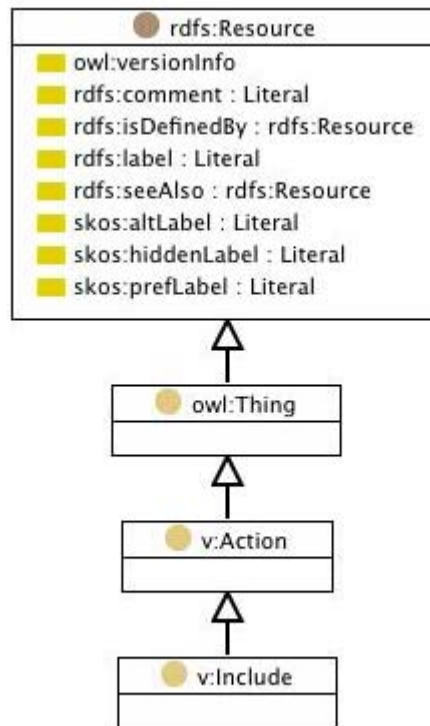 rdfs:Resource
owl:versionInfo
rdfs:comment : Literal
rdfs:isDefinedBy : rdfs:Resource
rdfs:label : Literal
rdfs:seeAlso : rdfs:Resource
skos:altLabel : Literal
skos:hiddenLabel : Literal
skos:prefLabel : Literal
owl:Thing
v:Action
v:Include